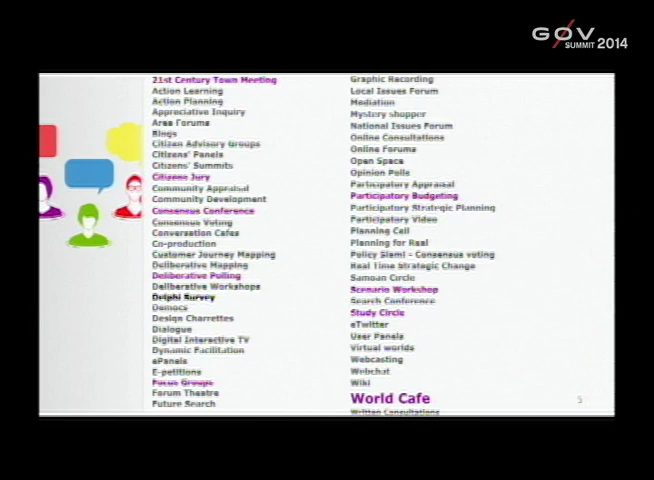 GOV
SUMMIT 2014
21st Century Town Meeting
Action Learning
Action Planning
Appreciative Inquiry
Area Forums
Blogs
Citizen Advisory Groups
Citizens' Panels
Citizens' Summits
Citizens Jury
Community Appraisal
Community Development
Consensus Conference
Consensus Voting
Conversation Cafes
Co-production
Customer Journey Mapping
Deliberative Mapping
Deliberative Polling
Deliberative Workshops
Delphi Survey
Democs
Design Charrettes
Dialogue
Digital Interactive TV
Dynamic Facilitation
ePanels
E-petitions
Focus Groups
Forum Theatre
Future Search
Graphic Recording
Local Issues Forum
Mediation
Mystery shopper
National Issues Forum
Online Consultations
Online Forums
Open Space
Opinion Polls
Participatory Appraisal
Participatory Budgeting
Participatory Strategic Planning
Participatory Video
Planning Cell
Planning for Real
Policy Slam! - Consensus voting
Real Time Strategic Change
Samoan Circle
Scenario Workshop
Search Conference
Study Circle
eTwitter
User Panels
Virtual worlds
Webcasting
Webchat
Wiki
World Cafe
Written Consultations
5